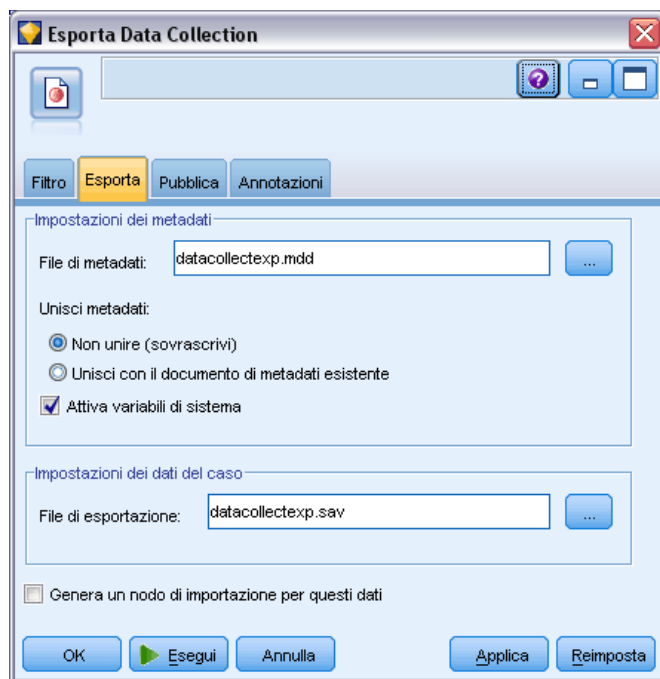 Esporta Data Collection
?
Filtro Esporta Pubblica Annotazioni
Impostazioni dei metadati
File di metadati: datacollectexp.mdd ...
Unisci metadati:
Non unire (sovrascrivi)
Unisci con il documento di metadati esistente
Attiva variabili di sistema
Impostazioni dei dati del caso
File di esportazione: datacollectexp.sav ...
Genera un nodo di importazione per questi dati
OK Esegui Annulla Applica Reimposta